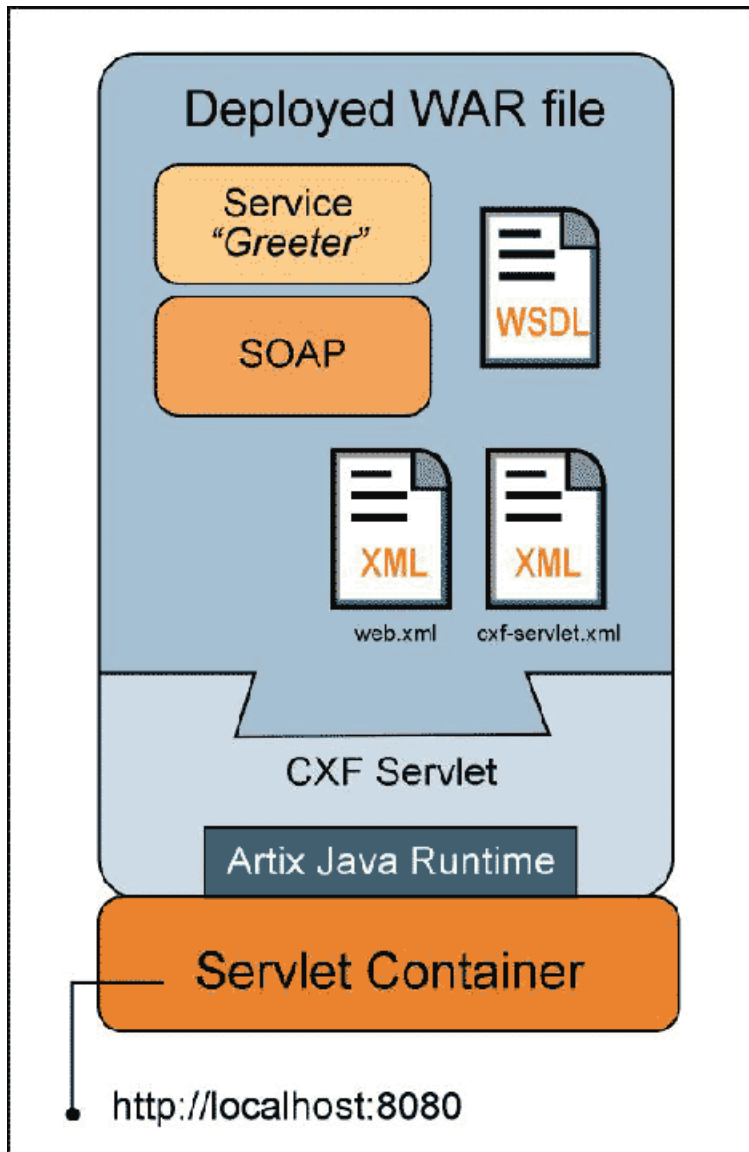 Deployed WAR file
Service
“Greeter”
WSDL
SOAP
XML
XML
web.xml
cxf-servlet.xml
CXF Servlet
Artix Java Runtime
Servlet Container
http://localhost:8080